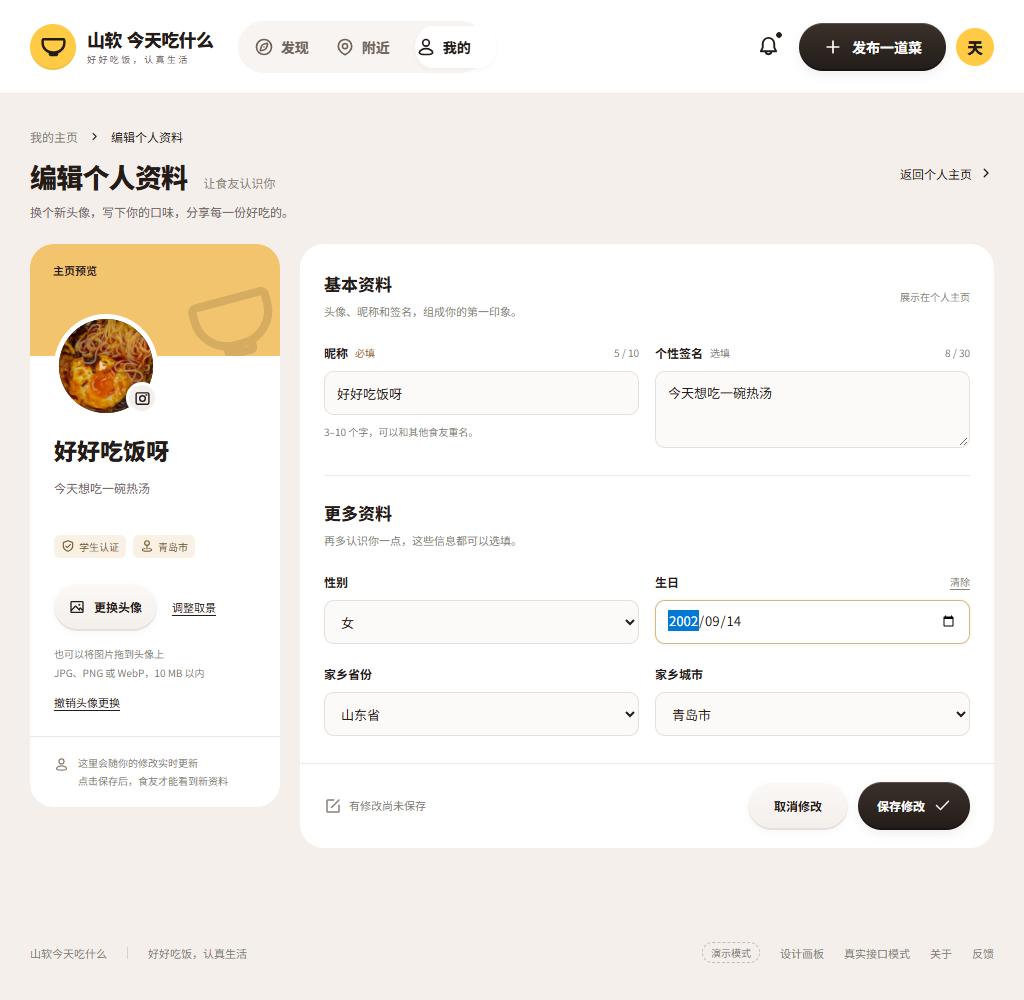 山软 今天吃什么
好好吃饭，认真生活
发现
附近
我的
发布一道菜
天
我的主页
编辑个人资料
编辑个人资料
让食友认识你
返回个人主页
换个新头像，写下你的口味，分享每一份好吃的。
主页预览
好好吃饭呀
今天想吃一碗热汤
学生认证
青岛市
更换头像
调整取景
也可以将图片拖到头像上
JPG、PNG 或 WebP，10 MB 以内
撤销头像更换
这里会随你的修改实时更新
点击保存后，食友才能看到新资料
基本资料
头像、昵称和签名，组成你的第一印象。
展示在个人主页
昵称 必填
5 / 10
好好吃饭呀
3–10 个字，可以和其他食友重名。
个性签名 选填
8 / 30
今天想吃一碗热汤
更多资料
再多认识你一点，这些信息都可以选填。
性别
女
生日
清除
2002/09/14
家乡省份
山东省
家乡城市
青岛市
有修改尚未保存
取消修改
保存修改
山软今天吃什么
好好吃饭，认真生活
演示模式
设计画板
真实接口模式
关于
反馈